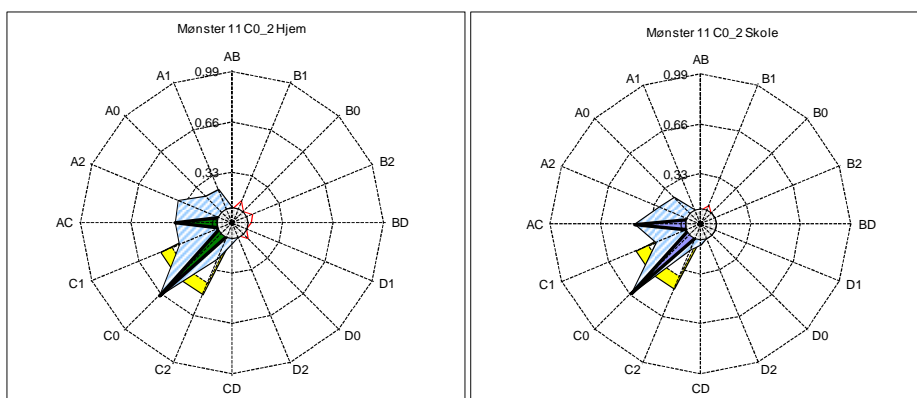 Mønster 11 C0_2 Hjem
AB
B1
B0
B2
BD
D1
D0
D2
CD
C2
C0
C1
AC
A2
A0
A1
0,99
0,66
0,33
Mønster 11 C0_2 Skole
AB
B1
B0
B2
BD
D1
D0
D2
CD
C2
C0
C1
AC
A2
A0
A1
0,99
0,66
0,33